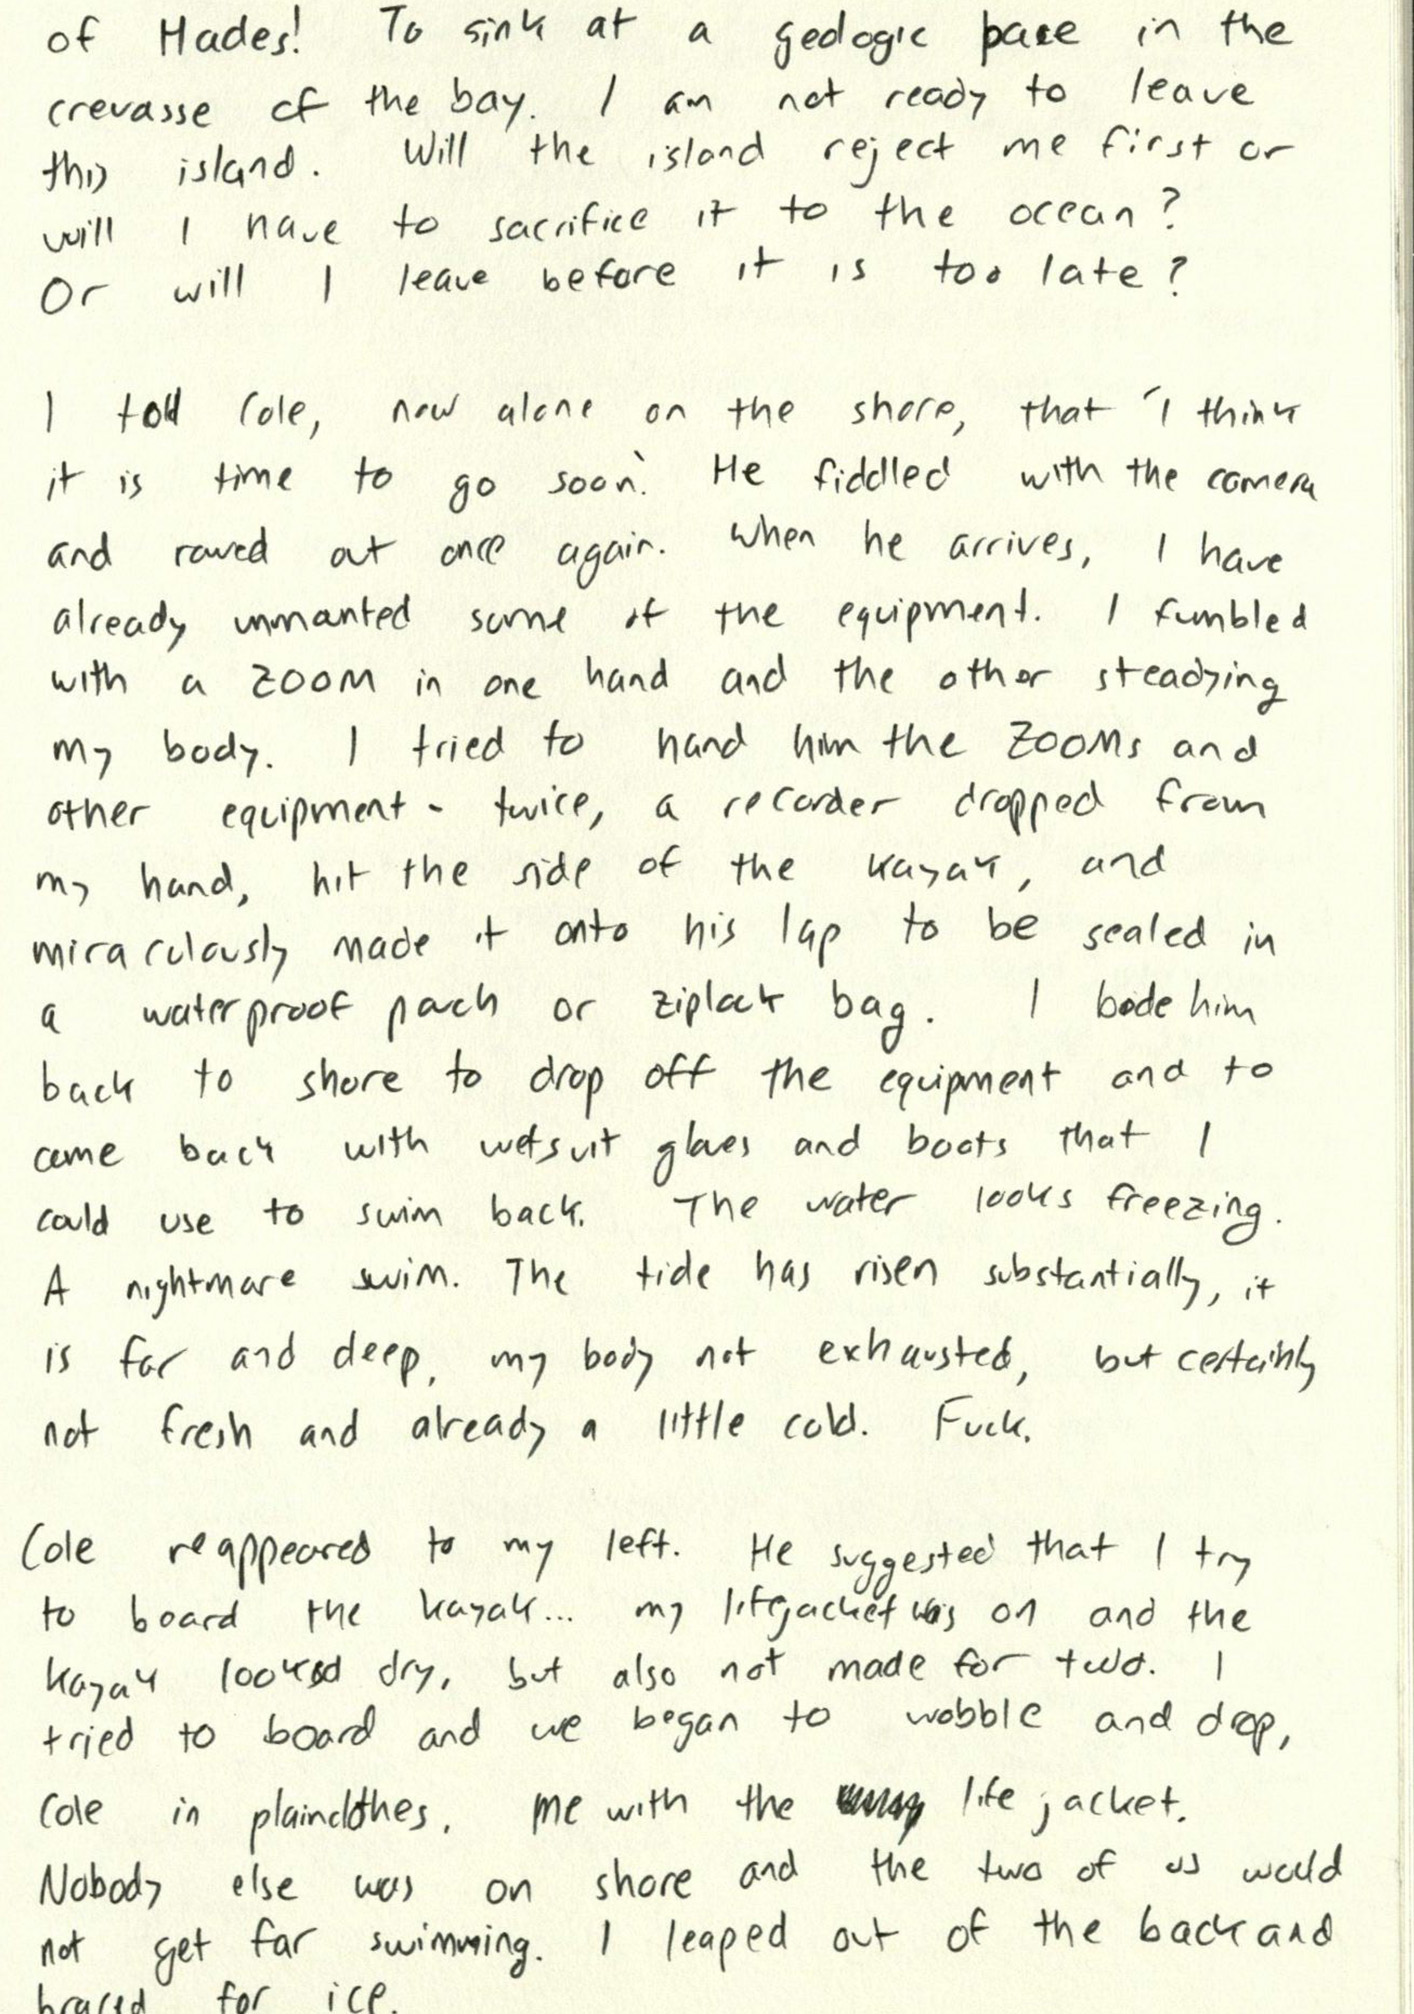 of Hades! To sink at a geologic pace in the
crevasse of the bay. I am not ready to leave
this island. Will the island reject me first or
will I have to sacrifice it to the ocean?
Or will I leave before it is too late?
I told Cole, now alone on the shore, that "I think
it is time to go soon". He fiddled with the camera
and rowed out once again. When he arrives, I have
already unmounted some of the equipment. I fumbled
with a ZOOM in one hand and the other steadying
my body. I tried to hand him the ZOOMs and
other equipment - twice, a recorder dropped from
my hand, hit the side of the kayak, and
miraculously made it onto his lap to be sealed in
a waterproof pouch or ziplock bag. I bade him
back to shore to drop off the equipment and to
come back with wetsuit gloves and boots that I
could use to swim back. The water looks freezing.
A nightmare swim. The tide has risen substantially, it
is far and deep, my body not exhausted, but certainly
not fresh and already a little cold. Fuck.
Cole reappeared to my left. He suggested that I try
to board the kayak... my lifejacket was on and the
kayak looked dry, but also not made for two. I
tried to board and we began to wobble and drop,
Cole in plainclothes, me with the life jacket.
Nobody else was on shore and the two of us would
not get far swimming. I leaped out of the back and
braced for ice.